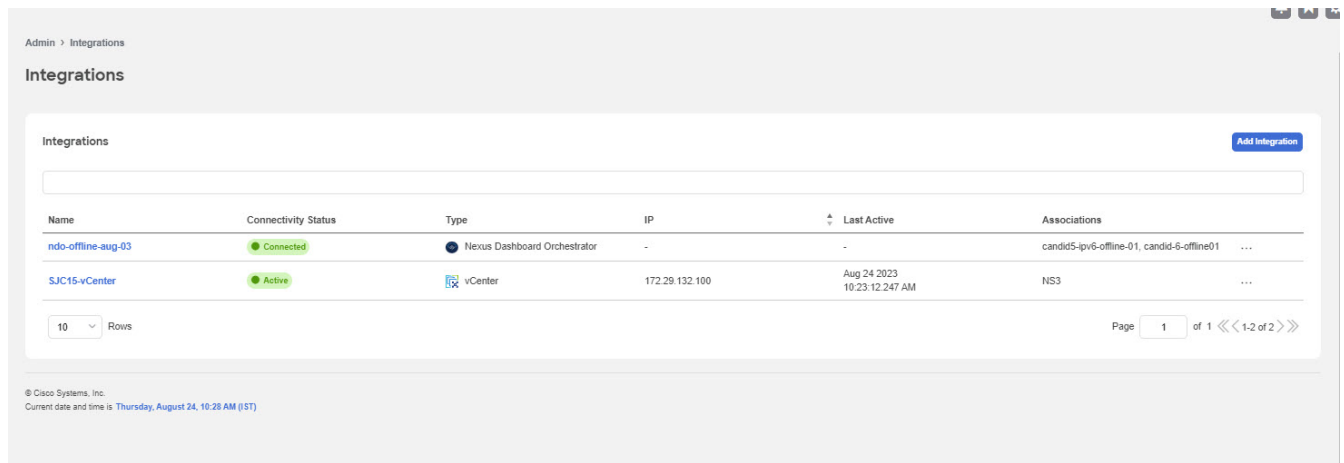 Admin > Integrations
Integrations
Integrations
Add Integration
Name Connectivity Status Type IP Last Active Associations
ndo-offline-aug-03 Connected Nexus Dashboard Orchestrator - - candid5-ipv6-offline-01, candid-6-offline01 ...
SJC15-vCenter Active vCenter 172.29.132.100 Aug 24 2023 NS3 ...
10:23:12.247 AM
10 Rows Page 1 of 1 1-2 of 2
© Cisco Systems, Inc.
Current date and time is Thursday, August 24, 10:28 AM (IST)